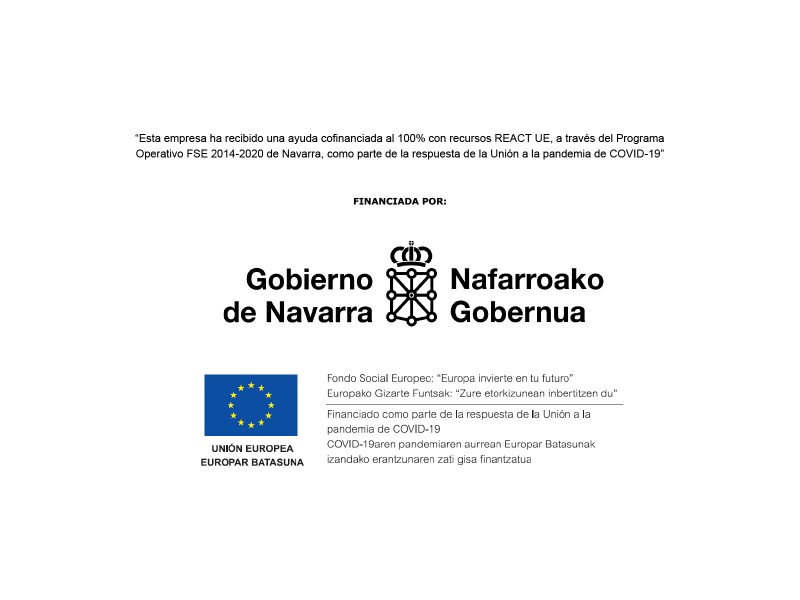 “Esta empresa ha recibido una ayuda cofinanciada al 100% con recursos REACT UE, a través del Programa
Operativo FSE 2014-2020 de Navarra, como parte de la respuesta de la Unión a la pandemia de COVID-19”
FINANCIADA POR:
Gobierno
de Navarra
Nafarroako
Gobernua
UNIÓN EUROPEA
EUROPAR BATASUNA
Fondo Social Europeo: “Europa invierte en tu futuro”
Europako Gizarte Funtsak: “Zure etorkizunean inbertitzen du”
Financiado como parte de la respuesta de la Unión a la
pandemia de COVID-19
COVID-19aren pandemiaren aurrean Europar Batasunak
izandako erantzunaren zati gisa finantzatua